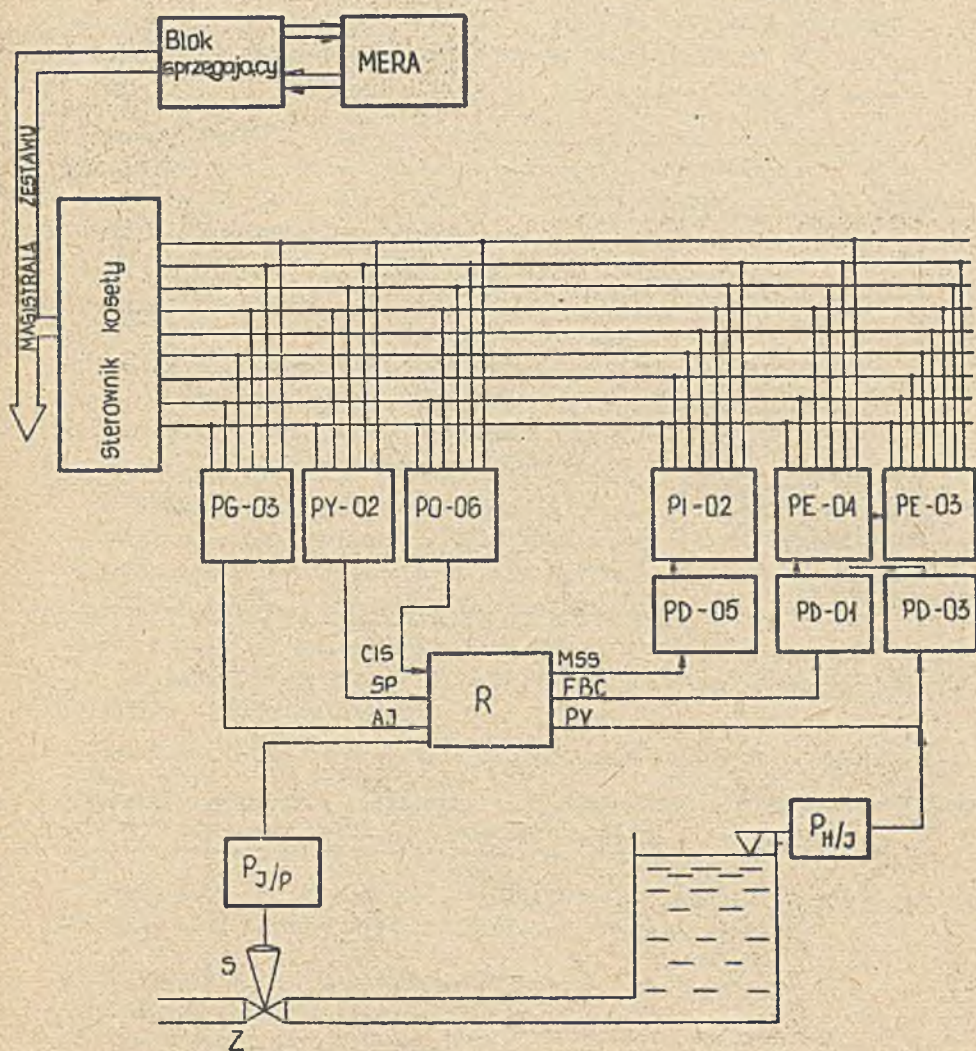 Blok
sprzęgający
MERA
MAGISTRALA ZESTAWU
Sterownik kasety
PG-03
PY-02
PO-06
PI-02
PE-04
PE-03
PD-05
PD-01
PD-03
CIS
SP
AJ
R
MSS
FBC
PV
PH/J
PJ/P
S
Z